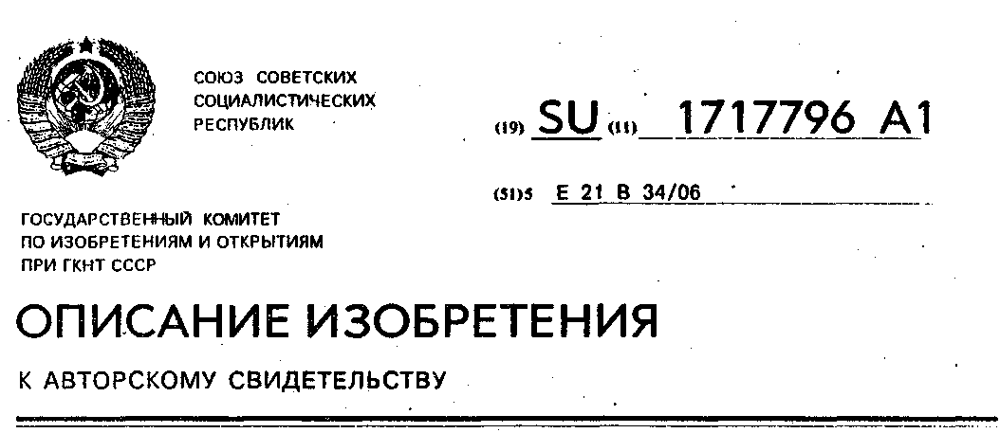 СОЮЗ СОВЕТСКИХ
СОЦИАЛИСТИЧЕСКИХ
РЕСПУБЛИК
(19) SU (11) 1717796 A1
(51)5 E 21 B 34/06
ГОСУДАРСТВЕННЫЙ КОМИТЕТ
ПО ИЗОБРЕТЕНИЯМ И ОТКРЫТИЯМ
ПРИ ГКНТ СССР
ОПИСАНИЕ ИЗОБРЕТЕНИЯ
К АВТОРСКОМУ СВИДЕТЕЛЬСТВУ